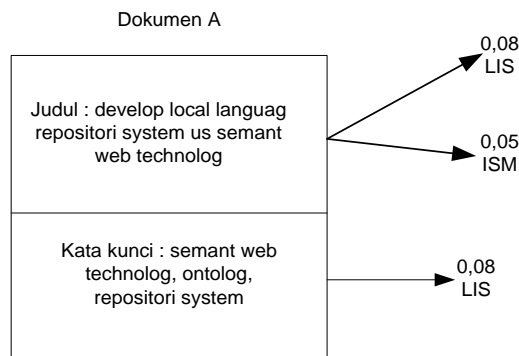 Dokumen A
Judul : develop local languag
repositori system us semant
web technolog
0,08
LIS
0,05
ISM
Kata kunci : semant web
technolog, ontolog,
repositori system
0,08
LIS